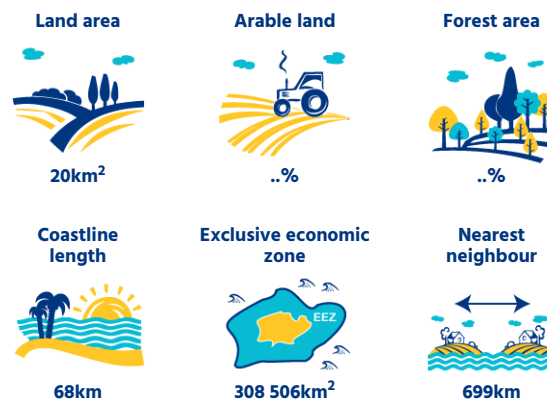 Land area
Arable land
Forest area
20km²
..%
..%
Coastline
length
Exclusive economic
zone
Nearest
neighbour
EEZ
68km
308 506km²
699km